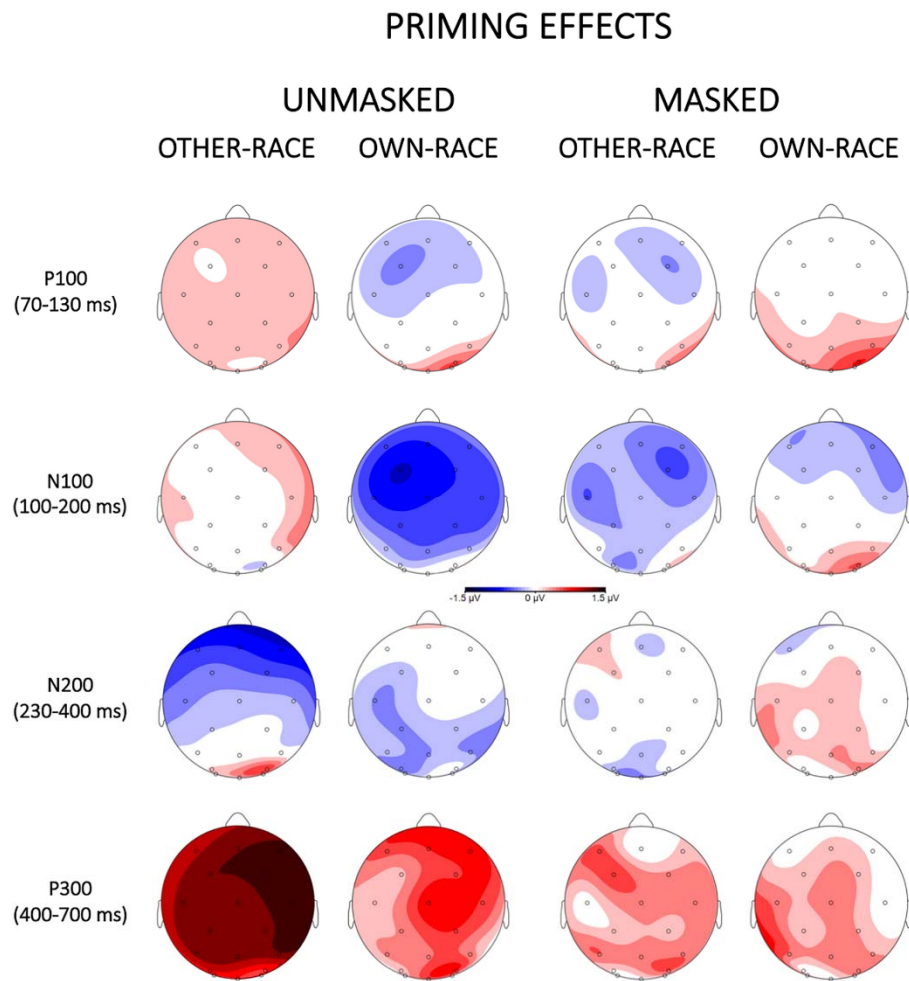 PRIMING EFFECTS
UNMASKED MASKED
OTHER-RACE OWN-RACE OTHER-RACE OWN-RACE
P100
(70-130 ms)
N100
(100-200 ms)
-1.5 μV 0 μV 1.5 μV
N200
(230-400 ms)
P300
(400-700 ms)